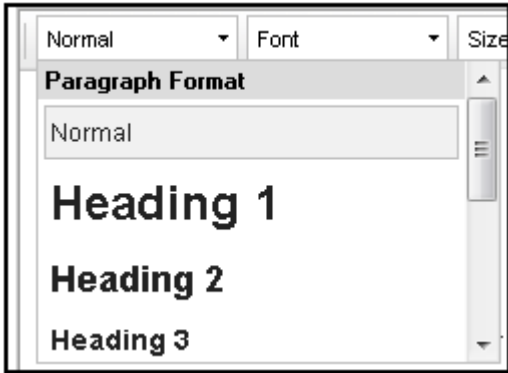 Normal Font Size
Paragraph Format
Normal
Heading 1
Heading 2
Heading 3